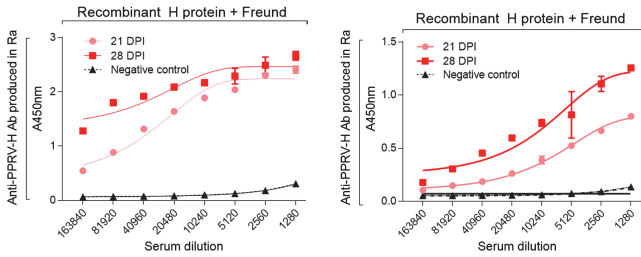 Recombinant H protein + Freund
Anti-PPRV-H Ab produced in Ra
A450nm
3
2
1
0
21 DPI
28 DPI
Negative control
163840
81920
40960
20480
10240
5120
2560
1280
Serum dilution
Recombinant H protein + Freund
Anti-PPRV-H Ab produced in Ra
A450nm
1.5
1.0
0.5
0.0
21 DPI
28 DPI
Negative control
163840
81920
40960
20480
10240
5120
2560
1280
Serum dilution